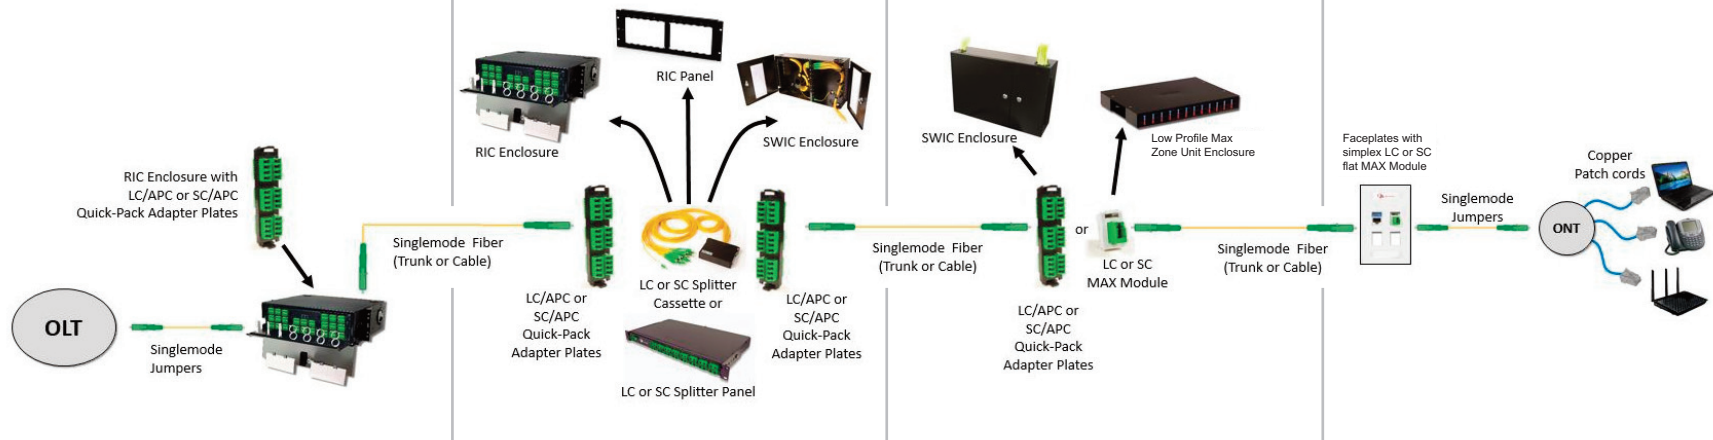 RIC Enclosure with
LC/APC or SC/APC
Quick-Pack Adapter Plates
OLT
Singlemode
Jumpers
Singlemode Fiber
(Trunk or Cable)
RIC Enclosure
RIC Panel
SWIC Enclosure
LC/APC or
SC/APC
Quick-Pack
Adapter Plates
LC or SC Splitter
Cassette or
LC or SC Splitter Panel
LC/APC or
SC/APC
Quick-Pack
Adapter Plates
Singlemode Fiber
(Trunk or Cable)
SWIC Enclosure
Low Profile Max
Zone Unit Enclosure
LC/APC or
SC/APC
Quick-Pack
Adapter Plates
or
LC or SC
MAX Module
Singlemode Fiber
(Trunk or Cable)
Faceplates with
simplex LC or SC
flat MAX Module
Singlemode
Jumpers
ONT
Copper
Patch cords